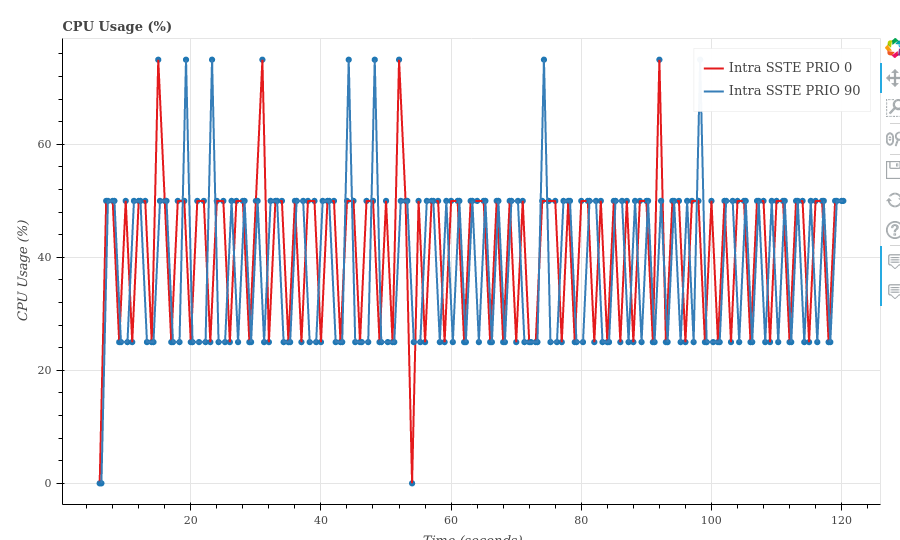 CPU Usage (%)
Intra SSTE PRIO 0
Intra SSTE PRIO 90
CPU Usage (%)
60
40
20
0
20
40
60
80
100
120
Time (seconds)